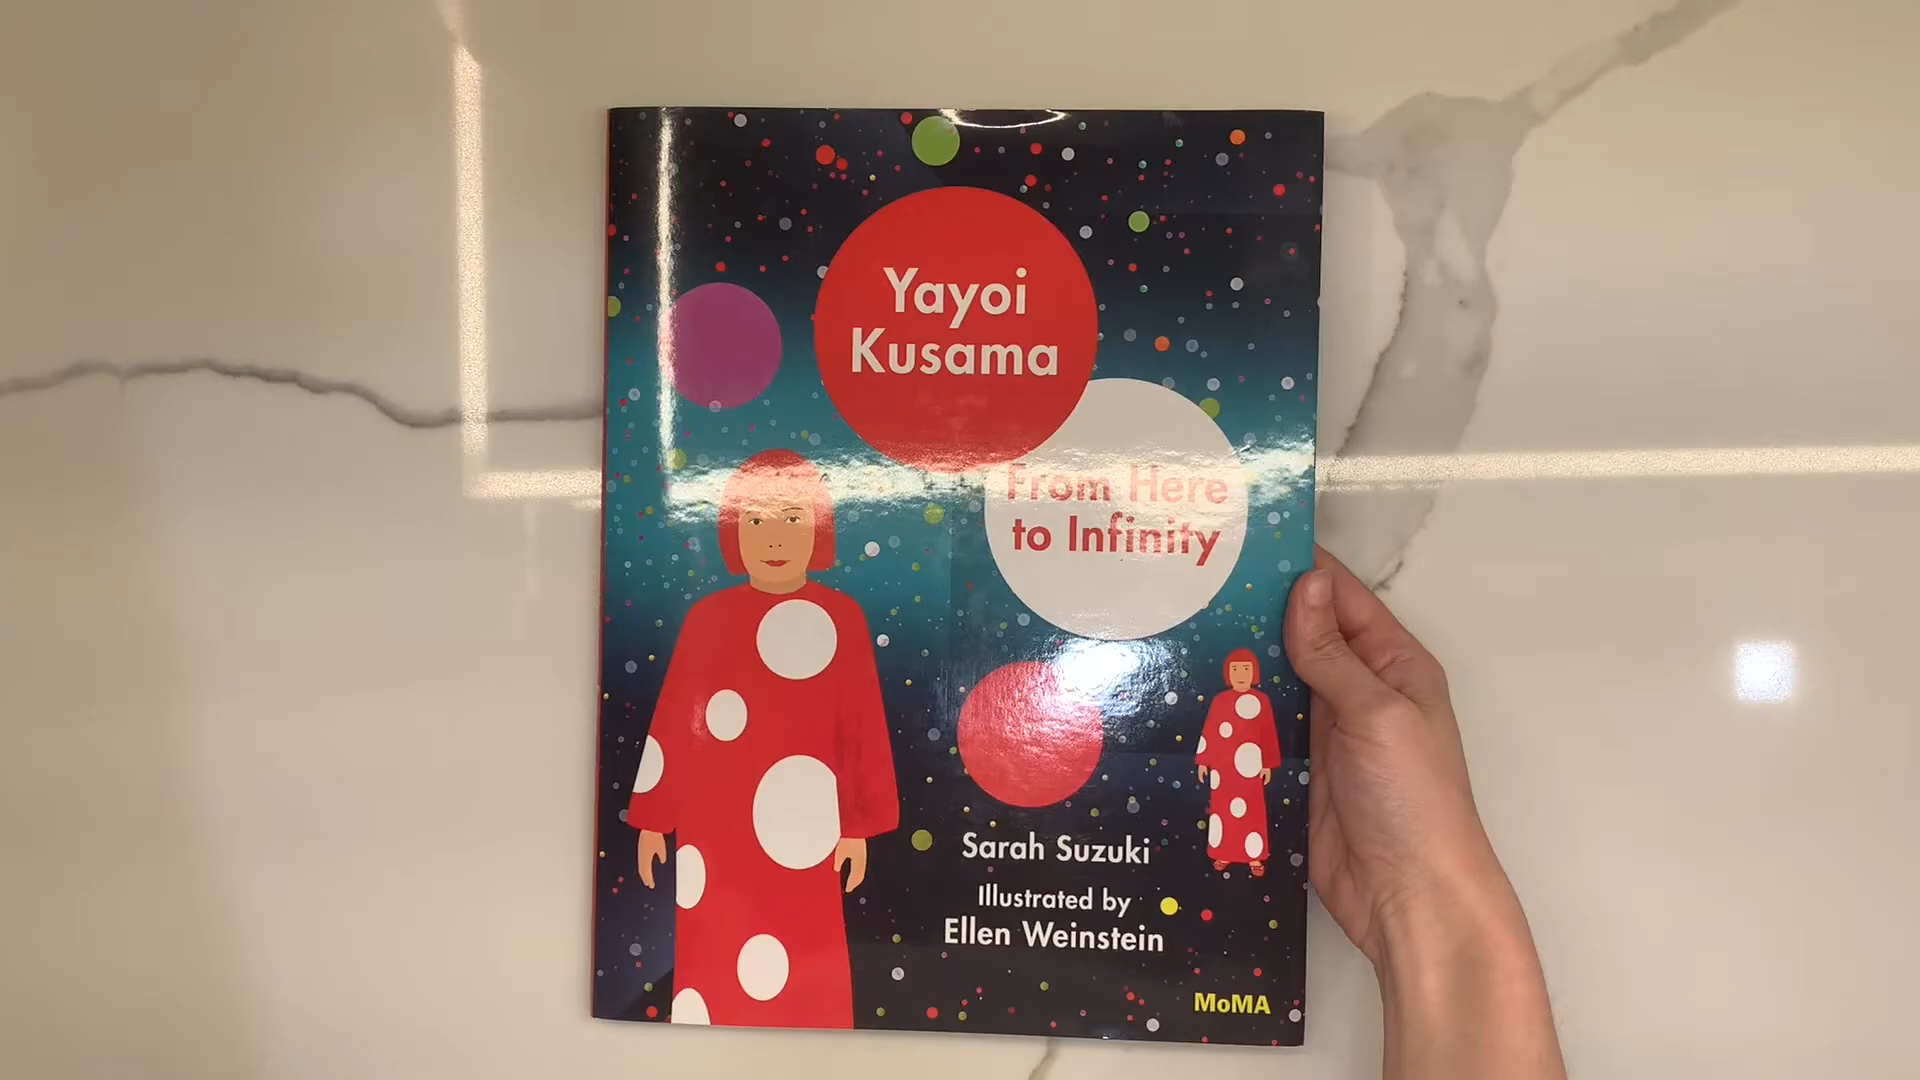 Yayoi
Kusama
From Here
to Infinity
Sarah Suzuki
Illustrated by
Ellen Weinstein
MoMA